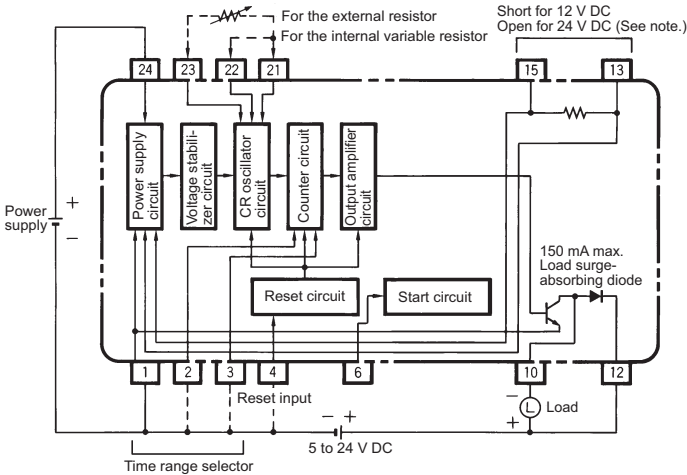 For the external resistor
For the internal variable resistor
Short for 12 V DC
Open for 24 V DC (See note.)
24
23
22
21
15
13
Power supply
circuit
Voltage stabili-
zer circuit
CR oscillator
circuit
Counter circuit
Output amplifier
circuit
+
Power
supply
−
150 mA max.
Load surge-
absorbing diode
Reset circuit
Start circuit
1
2
3
4
6
10
12
Reset input
−
L
Load
+
− +
5 to 24 V DC
Time range selector